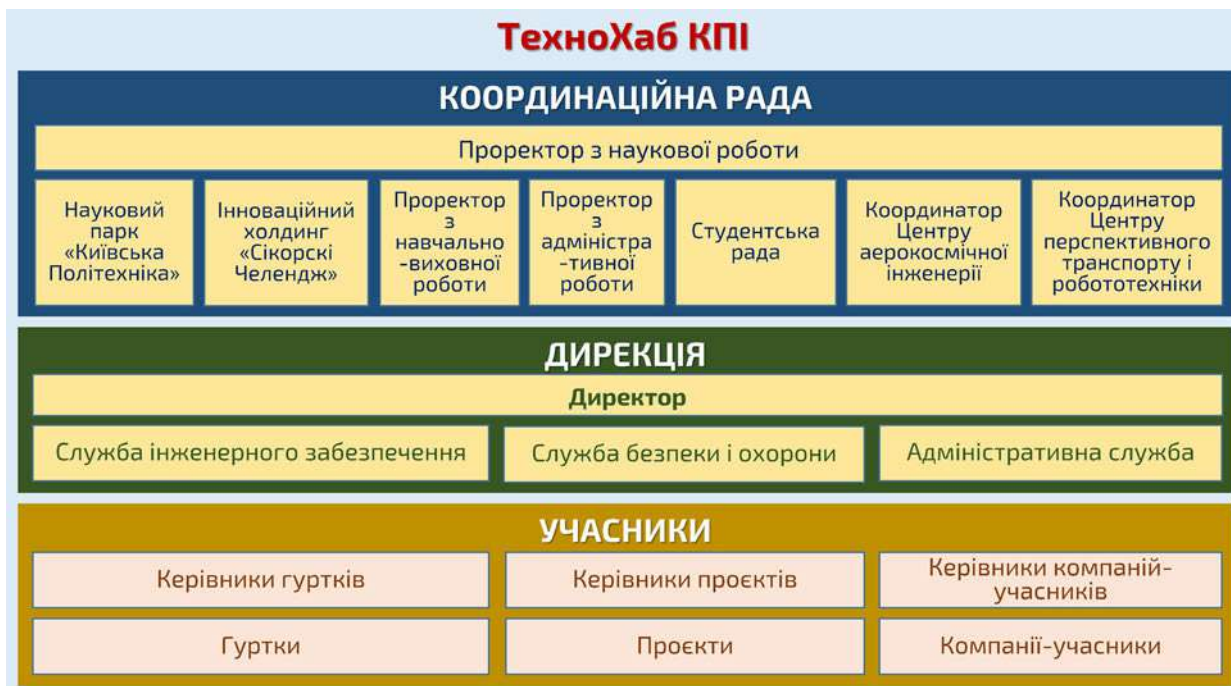 ТехноХаб КПІ
КООРДИНАЦІЙНА РАДА
Проректор з наукової роботи
Науковий
парк
«Київська
Політехніка»
Інноваційний
холдинг
«Сікорскі
Челендж»
Проректор
з
навчально
-виховної
роботи
Проректор
з
адміністра
-тивної
роботи
Студентська
рада
Координатор
Центру
аерокосмічної
інженерії
Координатор
Центру
перспективного
транспорту і
робототехніки
ДИРЕКЦІЯ
Директор
Служба інженерного забезпечення
Служба безпеки і охорони
Адміністративна служба
УЧАСНИКИ
Керівники гуртків
Керівники проєктів
Керівники компаній-
учасників
Гуртки
Проєкти
Компанії-учасники